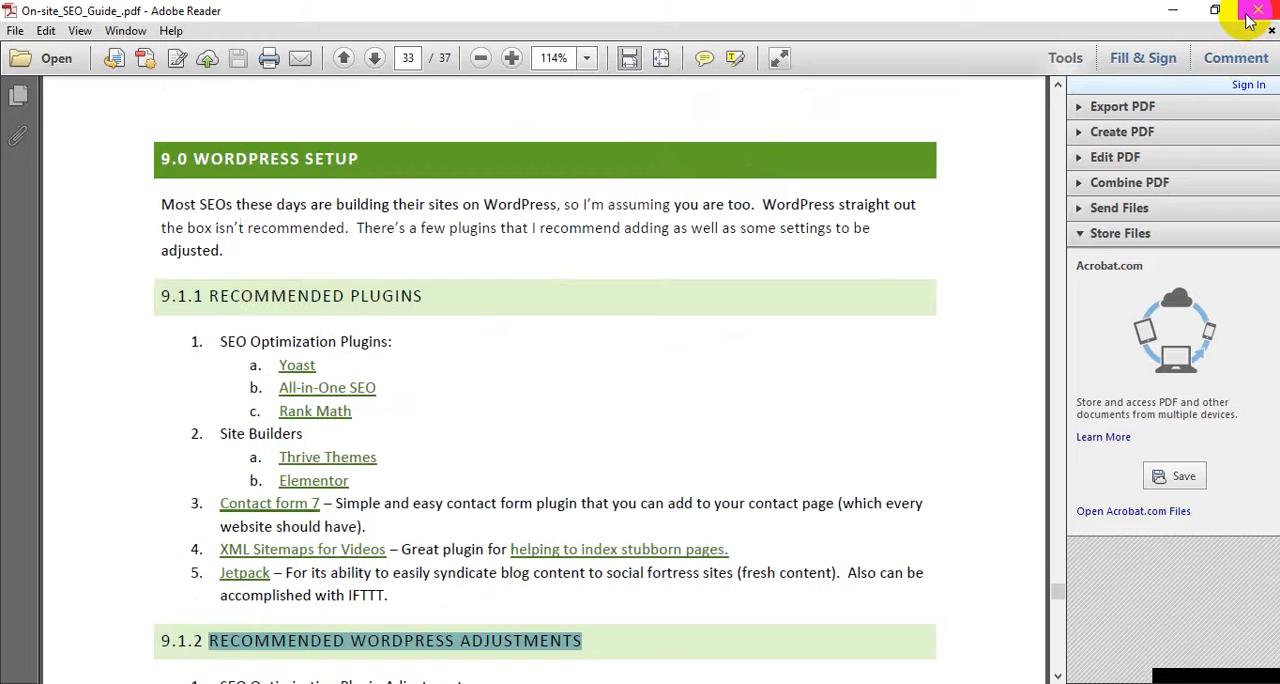 On-site_SEO_Guide_.pdf - Adobe Reader
File Edit View Window Help
Open 33 / 37 114% Tools Fill & Sign Comment
Sign In
Export PDF
Create PDF
Edit PDF
Combine PDF
Send Files
Store Files
Acrobat.com
Store and access PDF and other
documents from multiple devices.
Learn More
Save
Open Acrobat.com Files
9.0 WORDPRESS SETUP
Most SEOs these days are building their sites on WordPress, so I'm assuming you are too. WordPress straight out
the box isn't recommended. There's a few plugins that I recommend adding as well as some settings to be
adjusted.
9.1.1 RECOMMENDED PLUGINS
1. SEO Optimization Plugins:
a. Yoast
b. All-in-One SEO
c. Rank Math
2. Site Builders
a. Thrive Themes
b. Elementor
3. Contact form 7 – Simple and easy contact form plugin that you can add to your contact page (which every
website should have).
4. XML Sitemaps for Videos – Great plugin for helping to index stubborn pages.
5. Jetpack – For its ability to easily syndicate blog content to social fortress sites (fresh content). Also can be
accomplished with IFTTT.
9.1.2 RECOMMENDED WORDPRESS ADJUSTMENTS